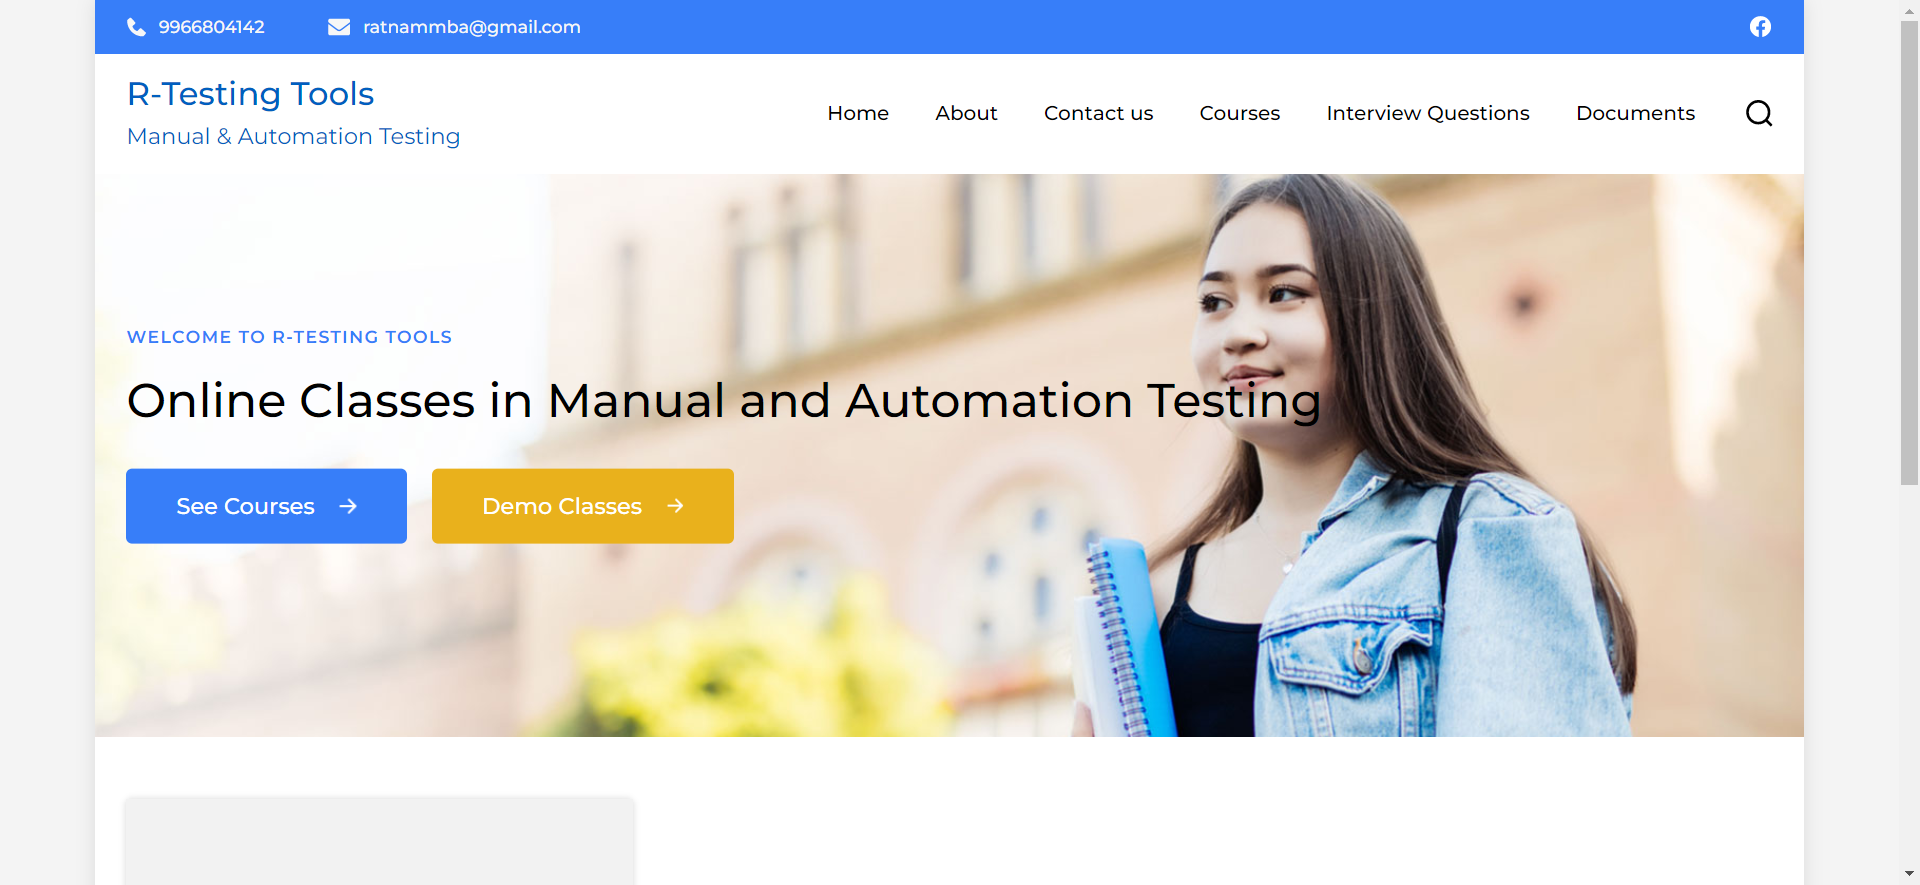 9966804142 ratnammba@gmail.com
R-Testing Tools
Manual & Automation Testing
Home About Contact us Courses Interview Questions Documents
WELCOME TO R-TESTING TOOLS
Online Classes in Manual and Automation Testing
See Courses Demo Classes